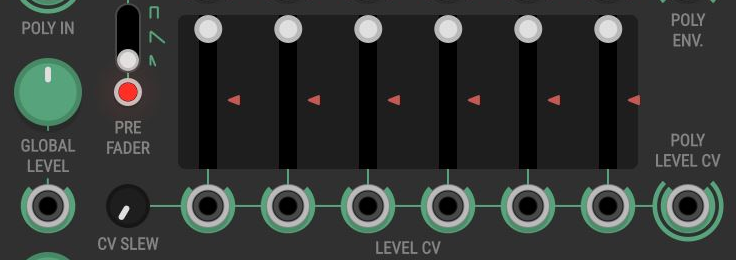 POLY IN
POLY
ENV.
PRE
FADER
GLOBAL
LEVEL
POLY
LEVEL CV
CV SLEW
LEVEL CV